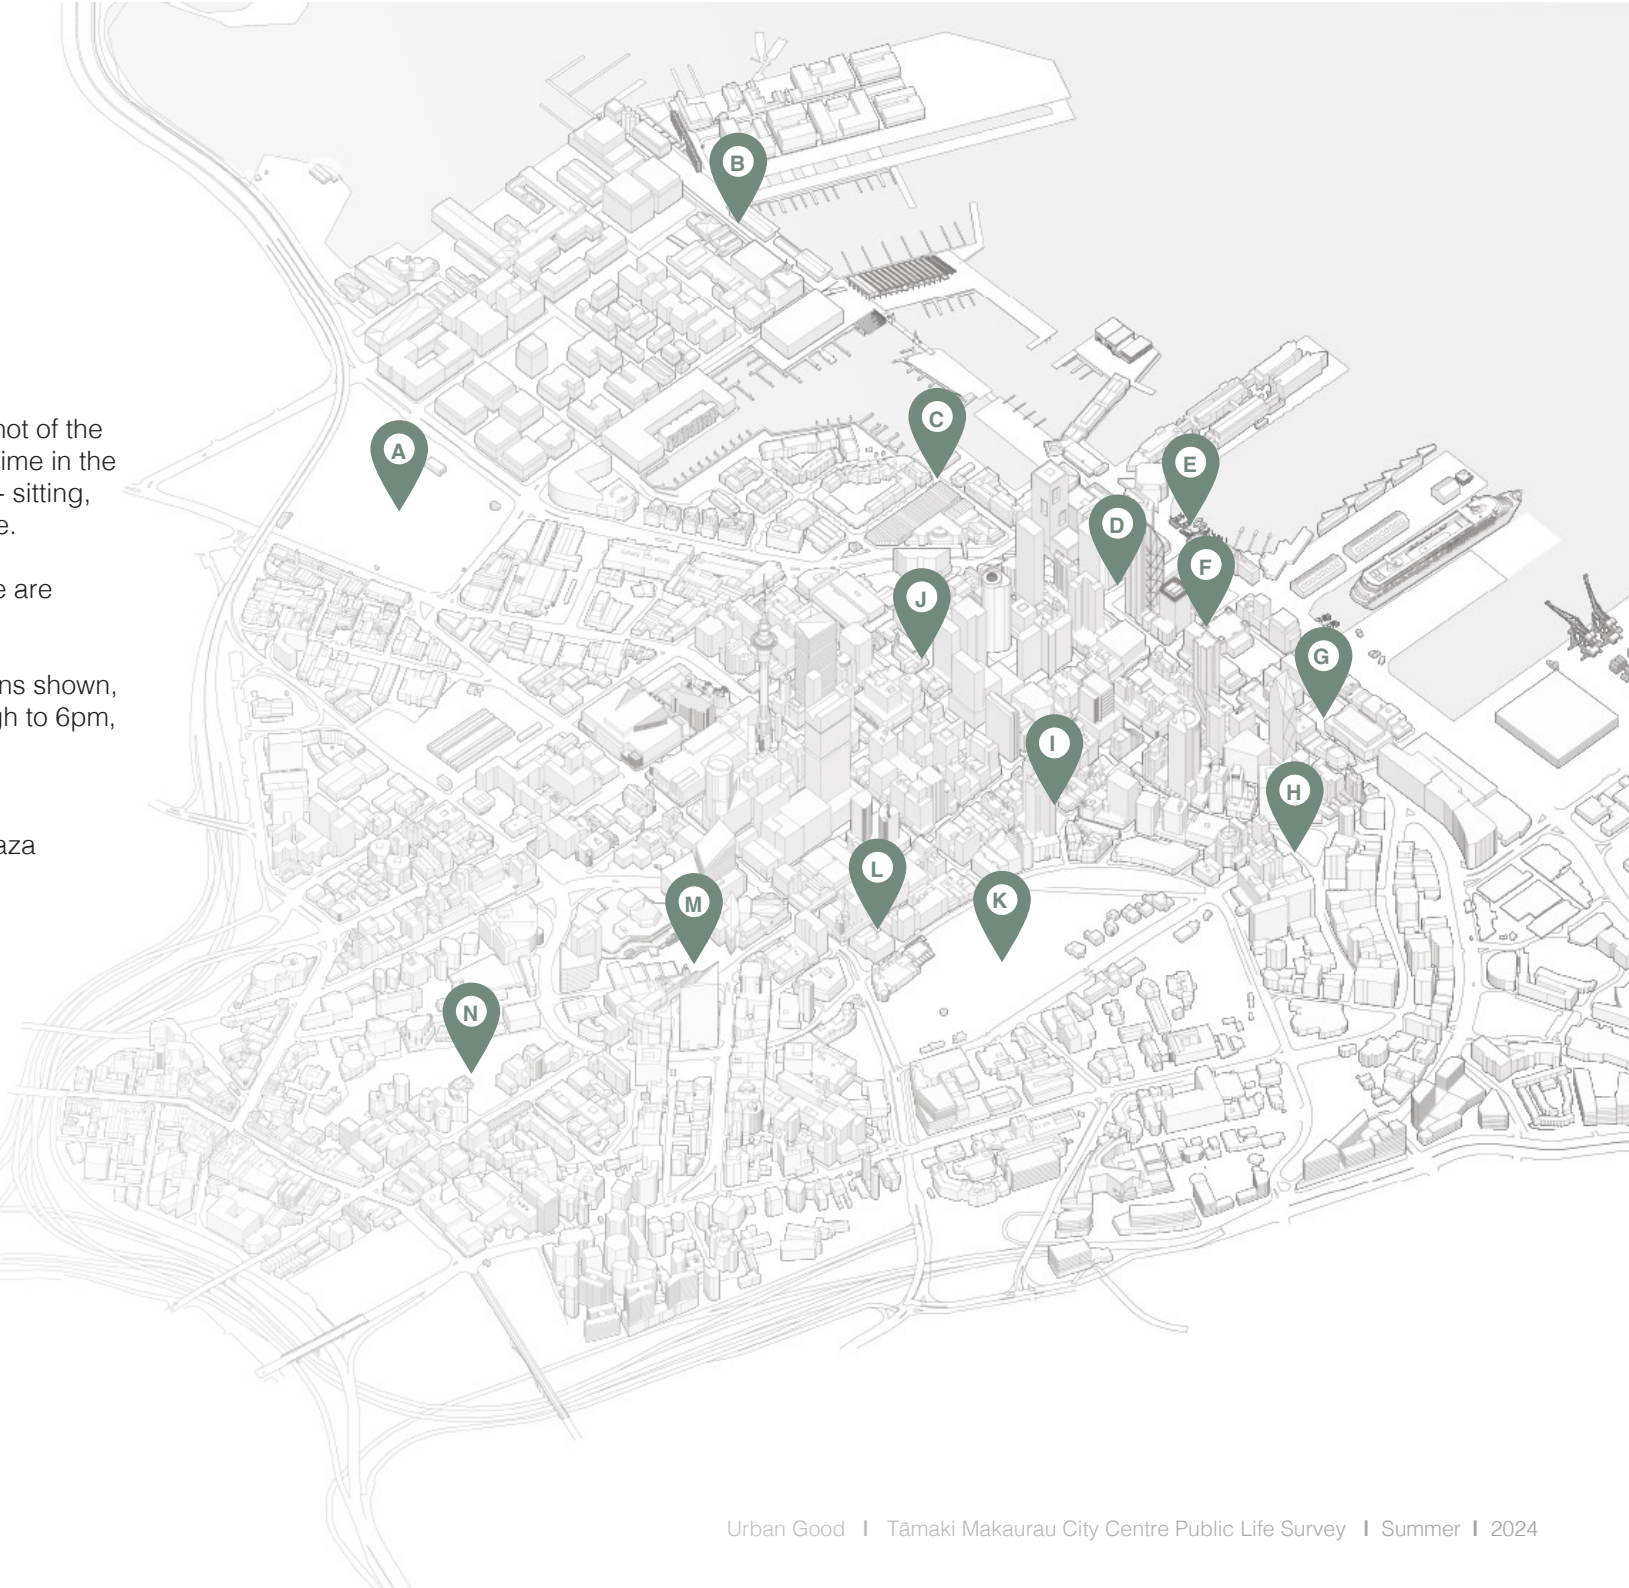 not of the
ime in the
- sitting,
e.
e are
ns shown,
gh to 6pm,
aza
B
C
A
E
D
F
J
G
I
H
L
K
M
N
Urban Good I Tāmaki Makaurau City Centre Public Life Survey I Summer I 2024